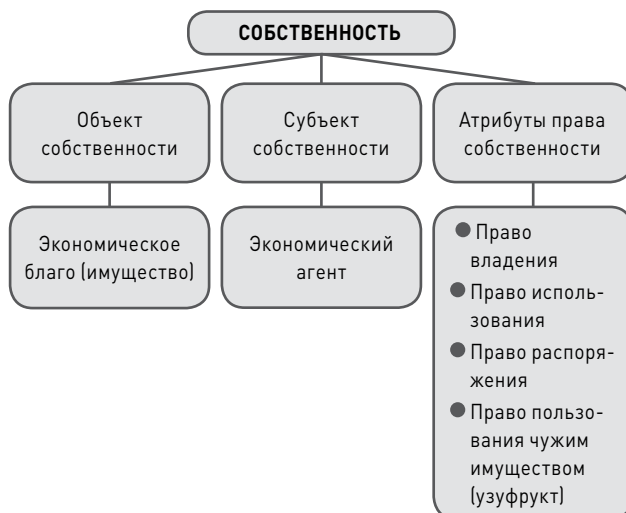 СОБСТВЕННОСТЬ
Объект
собственности
Субъект
собственности
Атрибуты права
собственности
Экономическое
благо (имущество)
Экономический
агент
● Право
владения
● Право исполь-
зования
● Право распоря-
жения
● Право пользо-
вания чужим
имуществом
(узуфрукт)